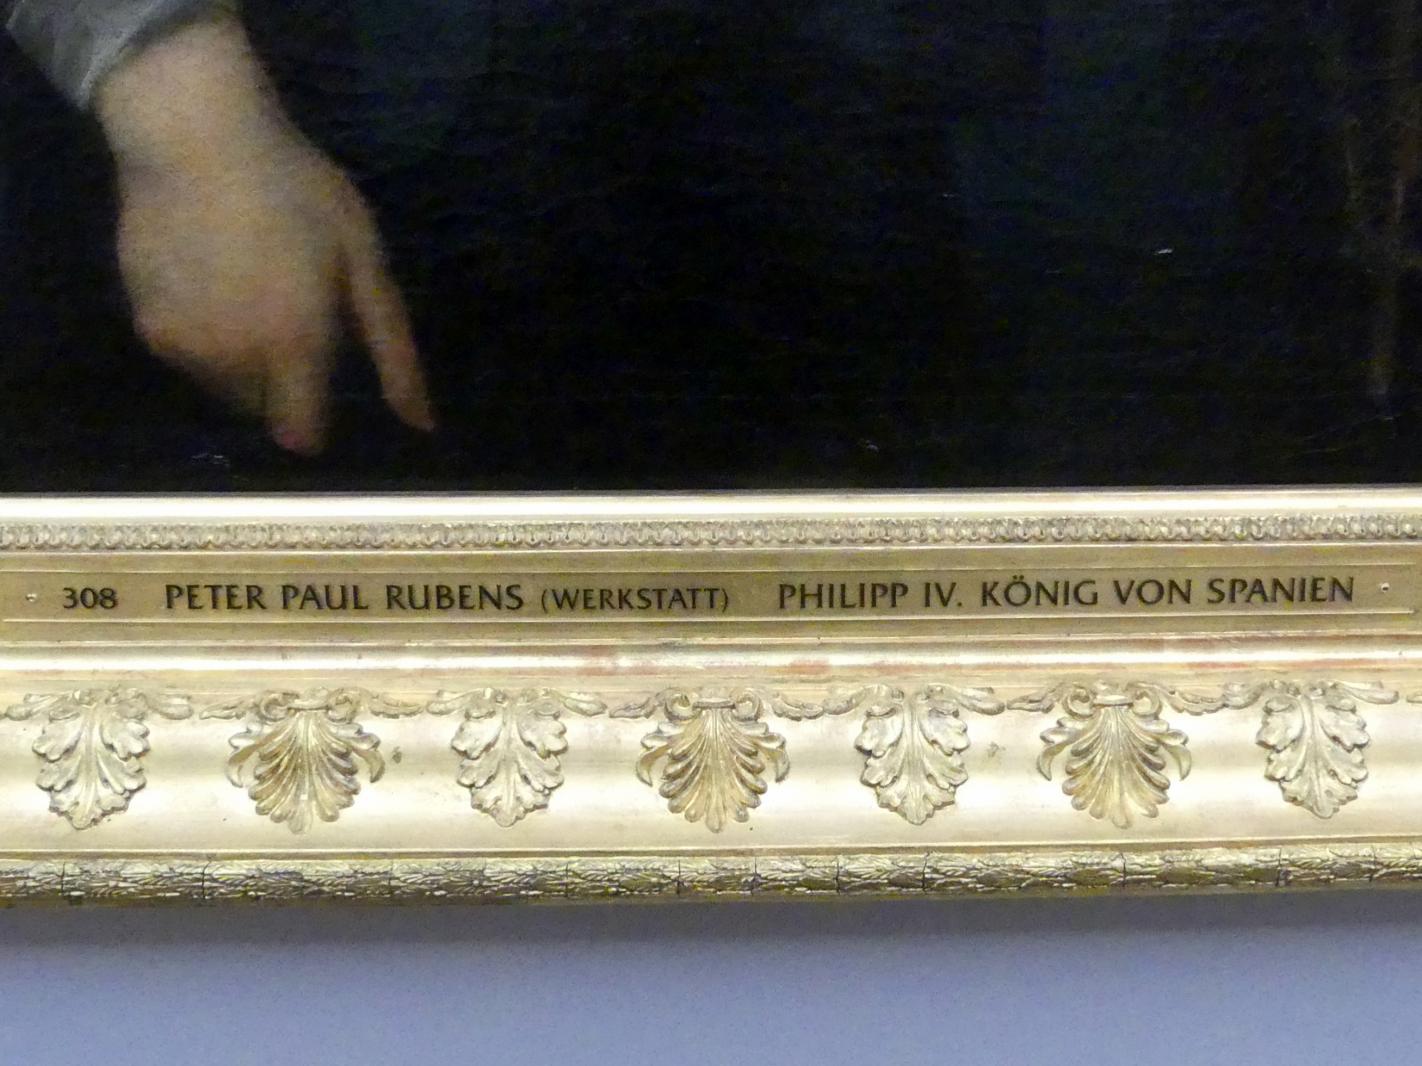 308 PETER PAUL RUBENS (WERKSTATT) PHILIPP IV. KÖNIG VON SPANIEN